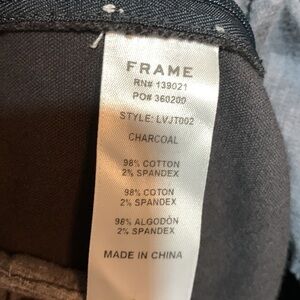 FRAME
RN# 139021
PO# 360200
STYLE: LVJT002
CHARCOAL
98% COTTON
2% SPANDEX
98% COTON
2% SPANDEX
98% ALGODÓN
2% SPANDEX
MADE IN CHINA